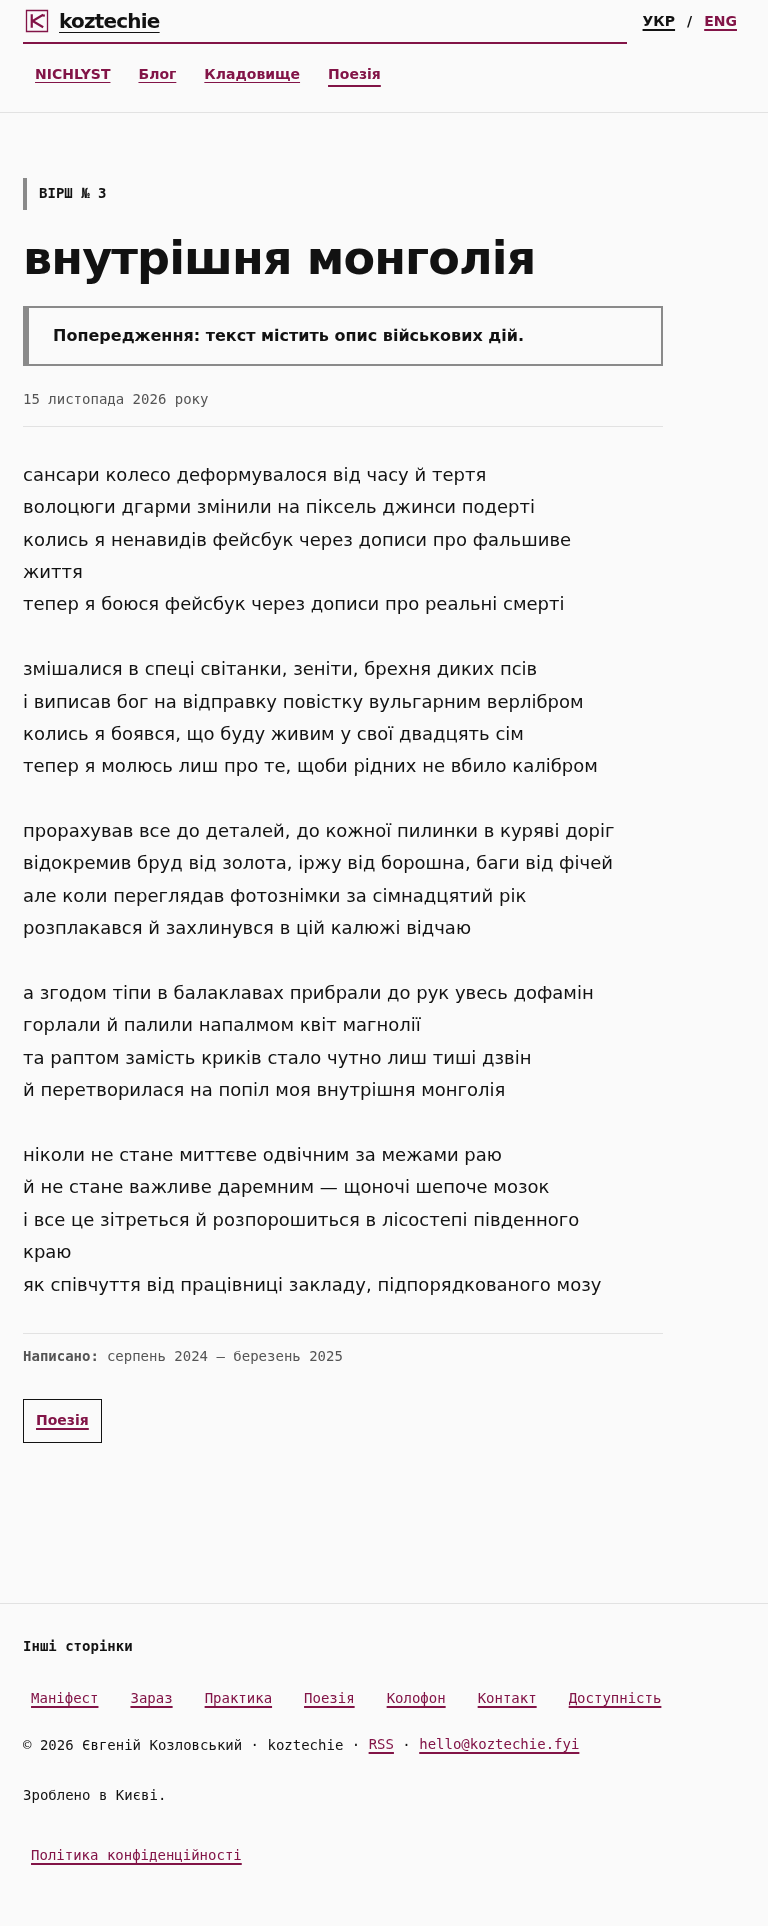 koztechie
УКР / ENG
NICHLYST Блог Кладовище Поезія
ВІРШ № 3
внутрішня монголія
Попередження: текст містить опис військових дій.
15 листопада 2026 року
сансари колесо деформувалося від часу й тертя
волоцюги дгарми змінили на піксель джинси подерті
колись я ненавидів фейсбук через дописи про фальшиве
життя
тепер я боюся фейсбук через дописи про реальні смерті
змішалися в спеці світанки, зеніти, брехня диких псів
і виписав бог на відправку повістку вульгарним верлібром
колись я боявся, що буду живим у свої двадцять сім
тепер я молюсь лиш про те, щоби рідних не вбило калібром
прорахував все до деталей, до кожної пилинки в куряві доріг
відокремив бруд від золота, іржу від борошна, баги від фічей
але коли переглядав фотознімки за сімнадцятий рік
розплакався й захлинувся в цій калюжі відчаю
а згодом тіпи в балаклавах прибрали до рук увесь дофамін
горлали й палили напалмом квіт магнолії
та раптом замість криків стало чутно лиш тиші дзвін
й перетворилася на попіл моя внутрішня монголія
ніколи не стане миттєве одвічним за межами раю
й не стане важливе даремним — щоночі шепоче мозок
і все це зітреться й розпорошиться в лісостепі південного
краю
як співчуття від працівниці закладу, підпорядкованого мозу
Написано: серпень 2024 — березень 2025
Поезія
Інші сторінки
Маніфест Зараз Практика Поезія Колофон Контакт Доступність
© 2026 Євгеній Козловський · koztechie · RSS · hello@koztechie.fyi
Зроблено в Києві.
Політика конфіденційності